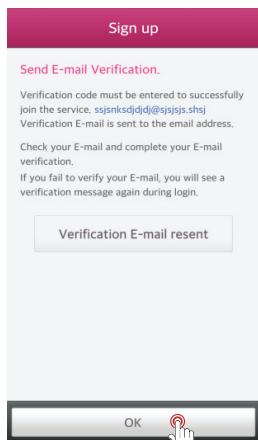 Sign up
Send E-mail Verification.
Verification code must be entered to successfully
join the service. ssjsnksdjdjdj@sjsjsjs.shsj
Verification E-mail is sent to the email address.
Check your E-mail and complete your E-mail
verification.
If you fail to verify your E-mail, you will see a
verification message again during login.
Verification E-mail resent
OK